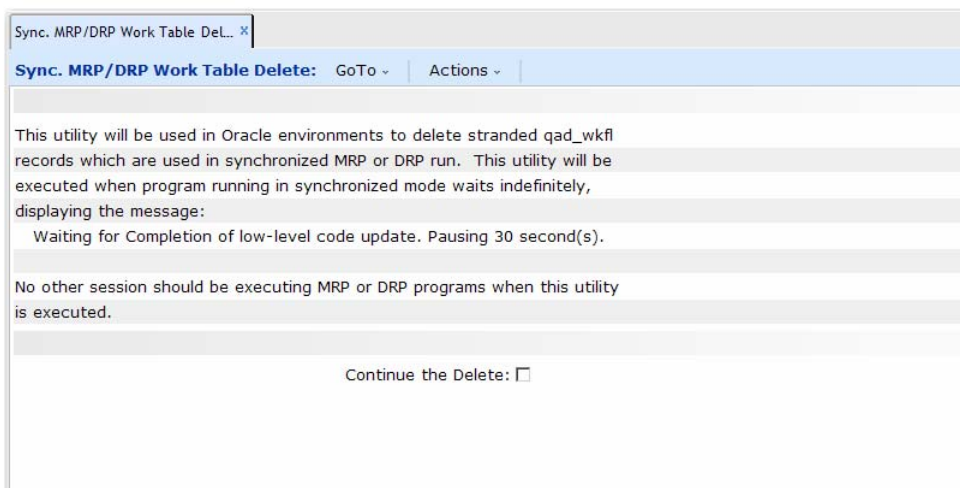 Sync. MRP/DRP Work Table Del... x
Sync. MRP/DRP Work Table Delete: GoTo Actions
This utility will be used in Oracle environments to delete stranded qad_wkfl
records which are used in synchronized MRP or DRP run. This utility will be
executed when program running in synchronized mode waits indefinitely,
displaying the message:
Waiting for Completion of low-level code update. Pausing 30 second(s).
No other session should be executing MRP or DRP programs when this utility
is executed.
Continue the Delete: